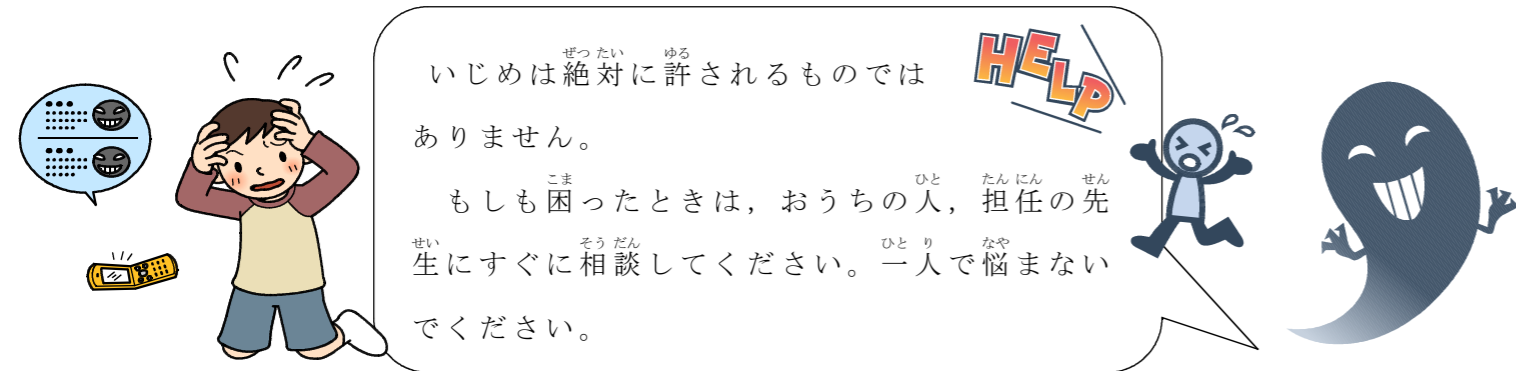 いじめは絶対に許されるものでは
ありません。
もしも困ったときは，おうちの人，担任の先
生にすぐに相談してください。一人で悩まない
でください。
HELP